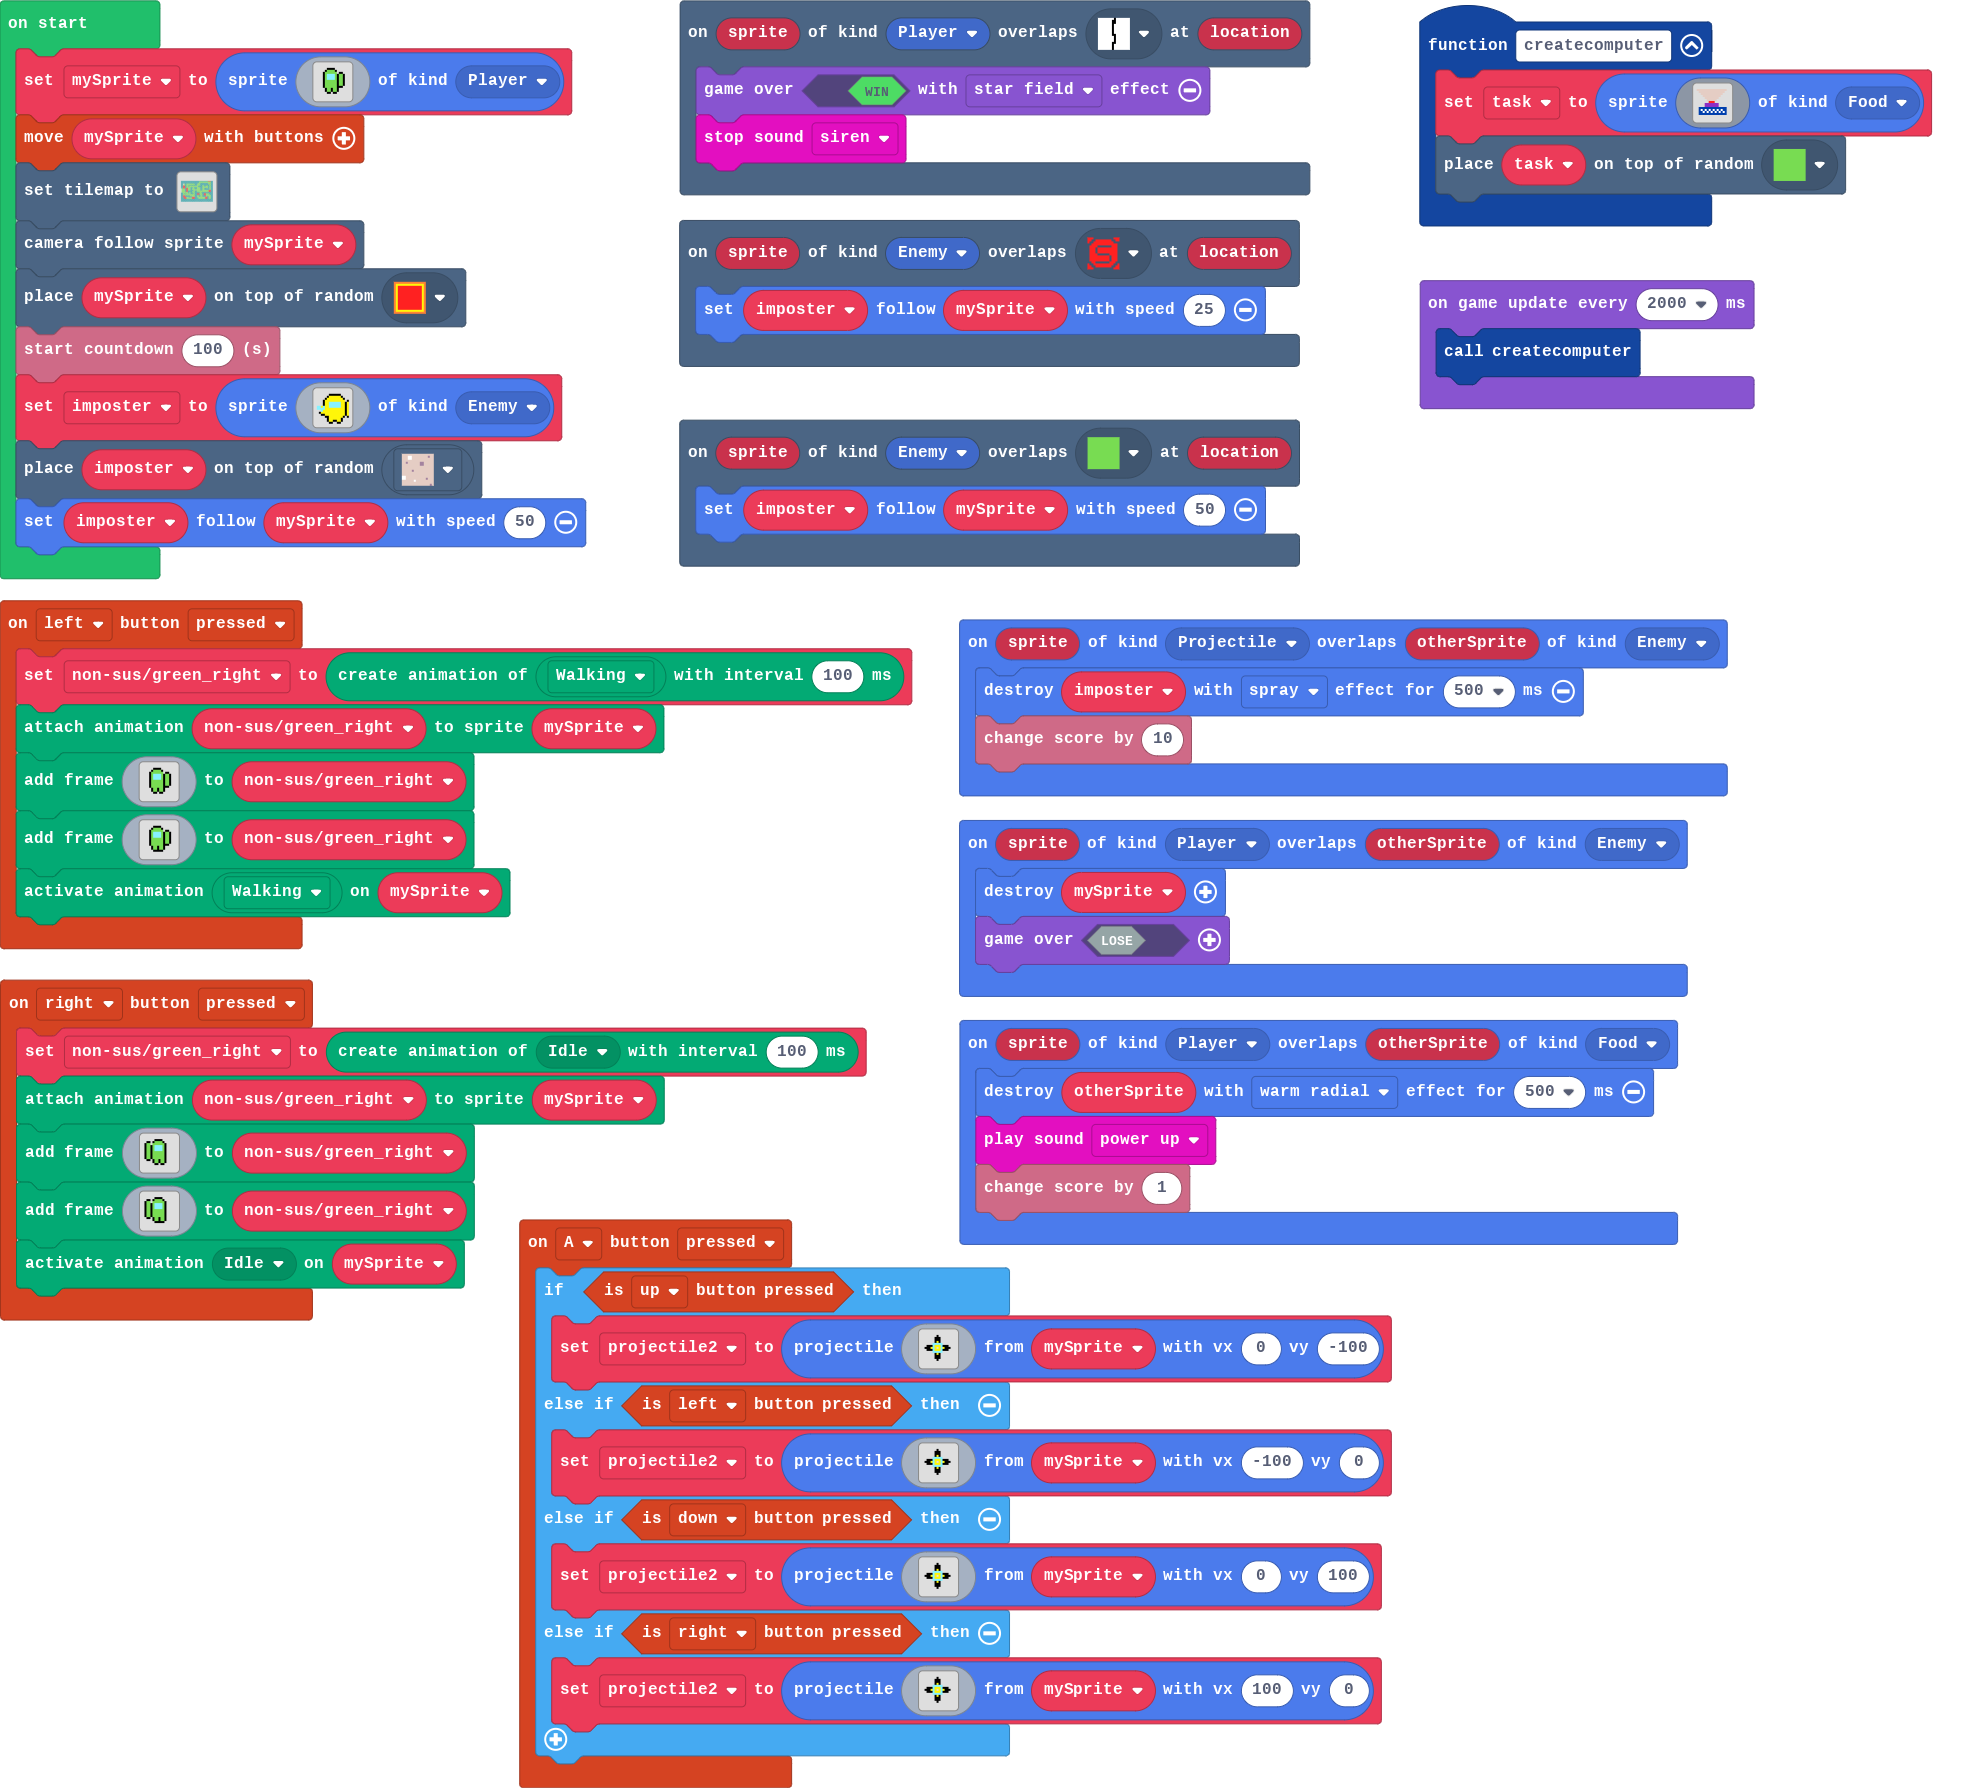 on start
set mySprite to sprite of kind Player
move mySprite with buttons
set tilemap to
camera follow sprite mySprite
place mySprite on top of random
start countdown 100 (s)
set imposter to sprite of kind Enemy
place imposter on top of random
set imposter follow mySprite with speed 50
on sprite of kind Player overlaps at location
game over WIN with star field effect
stop sound siren
on sprite of kind Enemy overlaps at location
set imposter follow mySprite with speed 25
on sprite of kind Enemy overlaps at location
set imposter follow mySprite with speed 50
function createcomputer
set task to sprite of kind Food
place task on top of random
on game update every 2000 ms
call createcomputer
on left button pressed
set non-sus/green_right to create animation of Walking with interval 100 ms
attach animation non-sus/green_right to sprite mySprite
add frame to non-sus/green_right
add frame to non-sus/green_right
activate animation Walking on mySprite
on right button pressed
set non-sus/green_right to create animation of Idle with interval 100 ms
attach animation non-sus/green_right to sprite mySprite
add frame to non-sus/green_right
add frame to non-sus/green_right
activate animation Idle on mySprite
on sprite of kind Projectile overlaps otherSprite of kind Enemy
destroy imposter with spray effect for 500 ms
change score by 10
on sprite of kind Player overlaps otherSprite of kind Enemy
destroy mySprite
game over LOSE
on sprite of kind Player overlaps otherSprite of kind Food
destroy otherSprite with warm radial effect for 500 ms
play sound power up
change score by 1
on A button pressed
if is up button pressed then
set projectile2 to projectile from mySprite with vx 0 vy -100
else if is left button pressed then
set projectile2 to projectile from mySprite with vx -100 vy 0
else if is down button pressed then
set projectile2 to projectile from mySprite with vx 0 vy 100
else if is right button pressed then
set projectile2 to projectile from mySprite with vx 100 vy 0